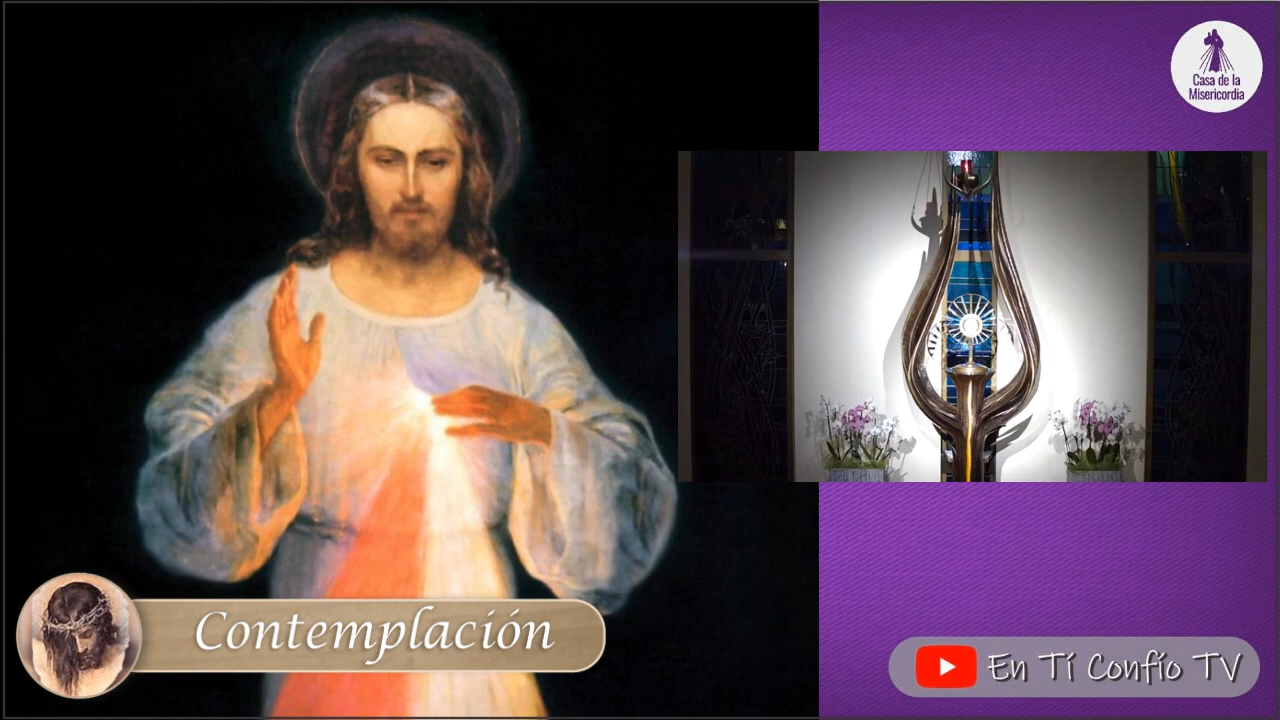 Casa de la
Misericordia
Contemplación
En Tí Confío TV